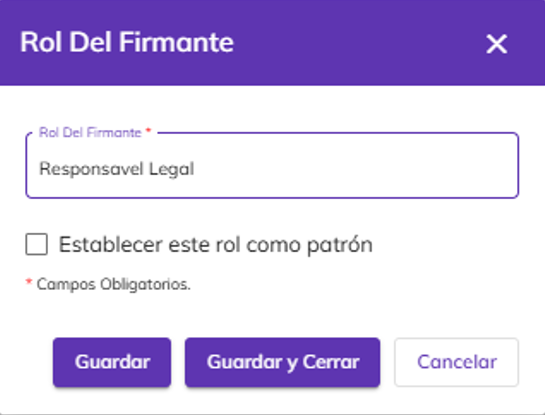 Rol Del Firmante
Rol Del Firmante *
Responsavel Legal
Establecer este rol como patrón
* Campos Obligatorios.
Guardar
Guardar y Cerrar
Cancelar